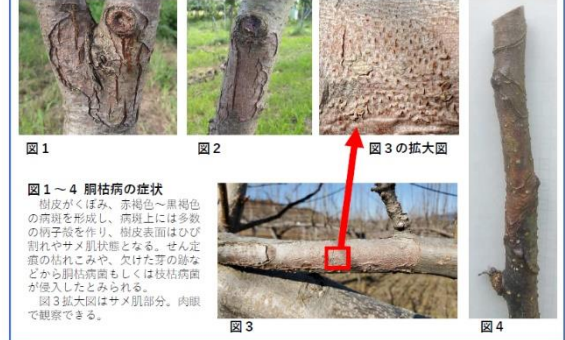 図1
図2
図3の拡大図
図1~4 胴枯病の症状
樹皮がくぼみ、赤褐色~黒褐色
の病斑を形成し、病斑上には多数
の柄子殻を作り、樹皮表面はひび
割れやサメ肌状態となる。せん定
痕の枯れこみや、欠けた芽の跡な
どから胴枯病菌もしくは枝枯病菌
が侵入したとみられる。
図3拡大図はサメ肌部分。肉眼
で観察できる。
図3
図4